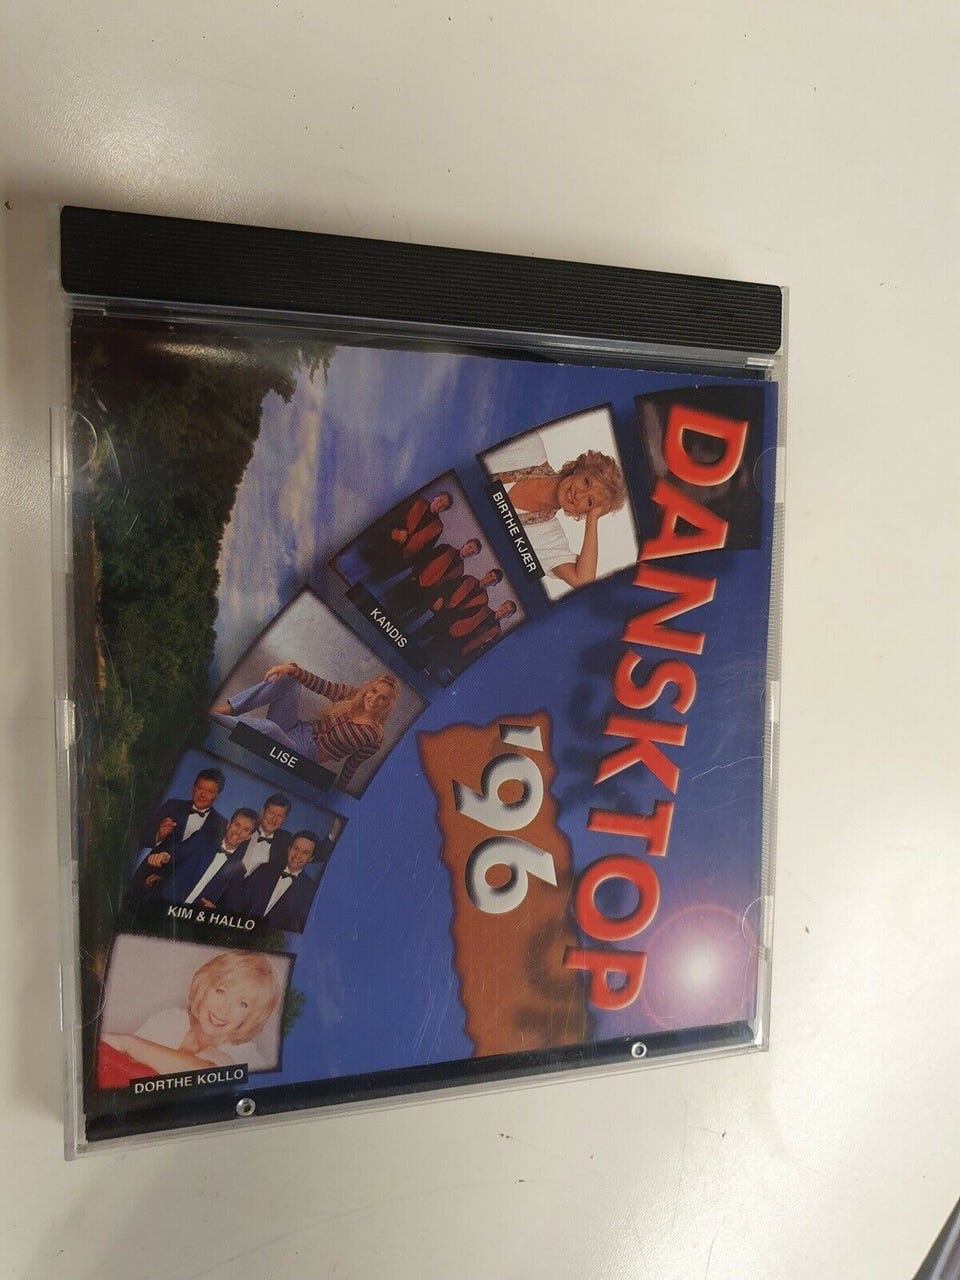 DANSKTOP
'96
BIRTHE KJÆR
KANDIS
LISE
KIM & HALLO
DORTHE KOLLO